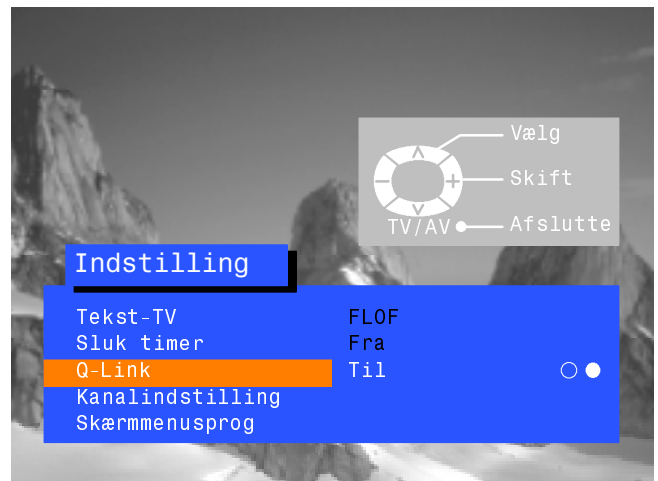 Vælg
Skift
TV/AV Afslutte
Indstilling
Tekst-TV FLOF
Sluk timer Fra
Q-Link Til
Kanalindstilling
Skærmmenusprog